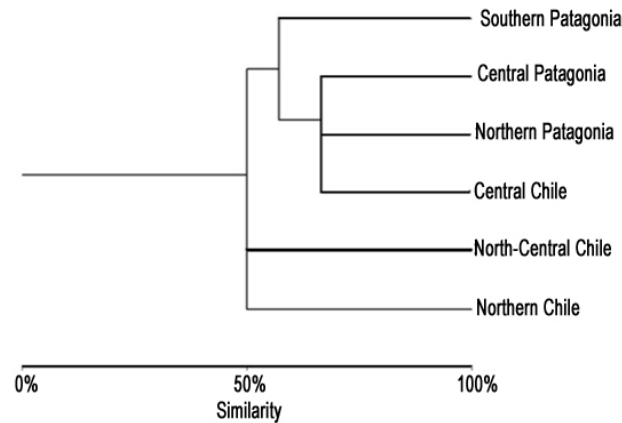 Southern Patagonia
Central Patagonia
Northern Patagonia
Central Chile
North-Central Chile
Northern Chile
0% 50% 100%
Similarity